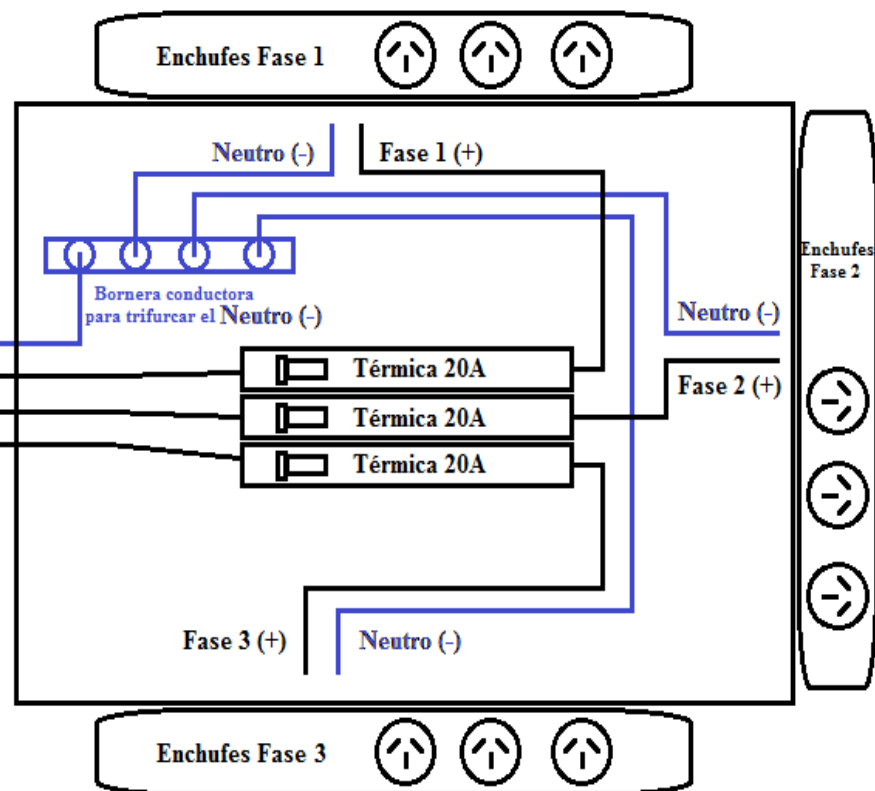 Enchufes Fase 1
Neutro (-)
Fase 1 (+)
Enchufes
Fase 2
Bornera conductora
para trifurcar el Neutro (-)
Neutro (-)
Térmica 20A
Fase 2 (+)
Térmica 20A
Térmica 20A
Fase 3 (+)
Neutro (-)
Enchufes Fase 3